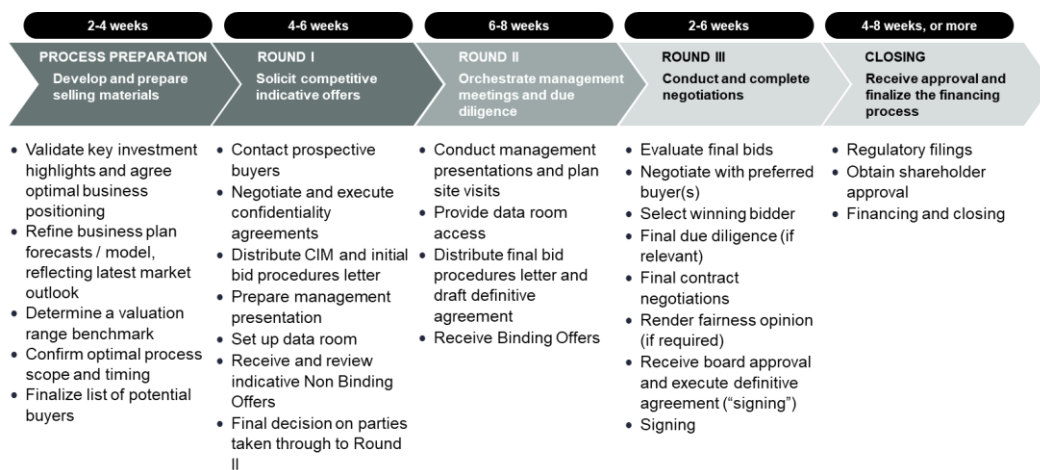 2-4 weeks
4-6 weeks
6-8 weeks
2-6 weeks
4-8 weeks, or more
PROCESS PREPARATION
Develop and prepare
selling materials
ROUND I
Solicit competitive
indicative offers
ROUND II
Orchestrate management
meetings and due
diligence
ROUND III
Conduct and complete
negotiations
CLOSING
Receive approval and
finalize the financing
process
• Validate key investment
highlights and agree
optimal business
positioning
• Refine business plan
forecasts / model,
reflecting latest market
outlook
• Determine a valuation
range benchmark
• Confirm optimal process
scope and timing
• Finalize list of potential
buyers
• Contact prospective
buyers
• Negotiate and execute
confidentiality
agreements
• Distribute CIM and initial
bid procedures letter
• Prepare management
presentation
• Set up data room
• Receive and review
indicative Non Binding
Offers
• Final decision on parties
taken through to Round
II
• Conduct management
presentations and plan
site visits
• Provide data room
access
• Distribute final bid
procedures letter and
draft definitive
agreement
• Receive Binding Offers
• Evaluate final bids
• Negotiate with preferred
buyer(s)
• Select winning bidder
• Final due diligence (if
relevant)
• Final contract
negotiations
• Render fairness opinion
(if required)
• Receive board approval
and execute definitive
agreement (“signing”)
• Signing
• Regulatory filings
• Obtain shareholder
approval
• Financing and closing